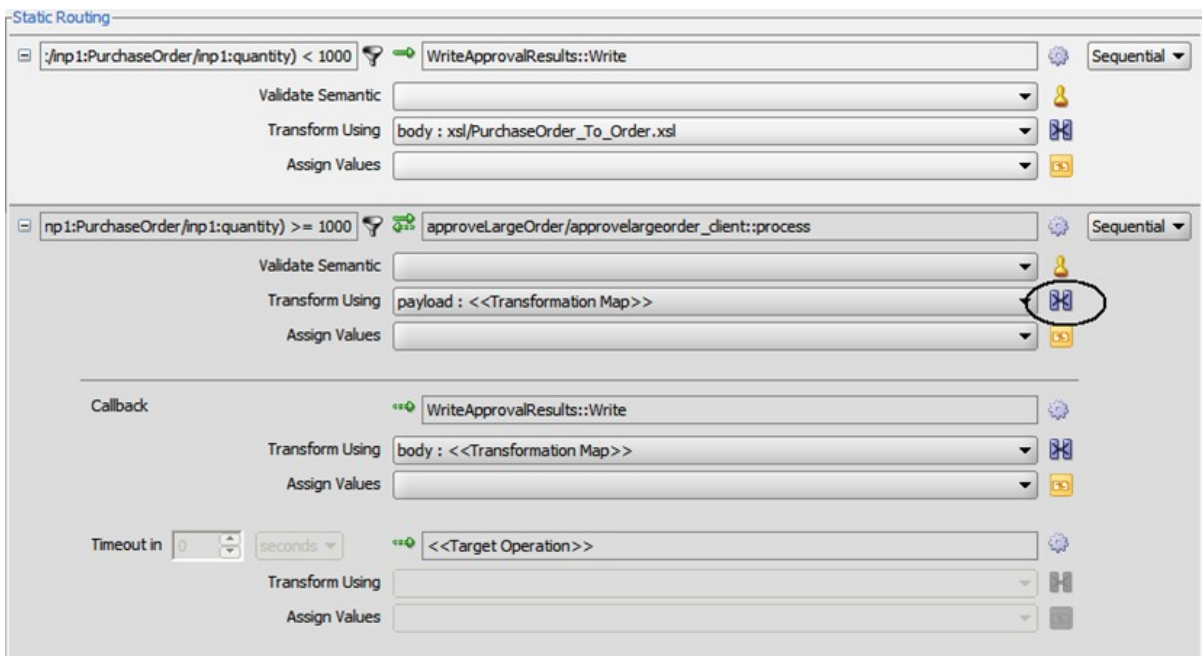 Static Routing
:/inp1:PurchaseOrder/inp1:quantity) < 1000 WriteApprovalResults::Write Sequential
Validate Semantic
Transform Using body : xsl/PurchaseOrder_To_Order.xsl
Assign Values
np1:PurchaseOrder/inp1:quantity) >= 1000 approveLargeOrder/approvelargeorder_client::process Sequential
Validate Semantic
Transform Using payload : <<Transformation Map>>
Assign Values
Callback WriteApprovalResults::Write
Transform Using body : <<Transformation Map>>
Assign Values
Timeout in 0 seconds <<Target Operation>>
Transform Using
Assign Values